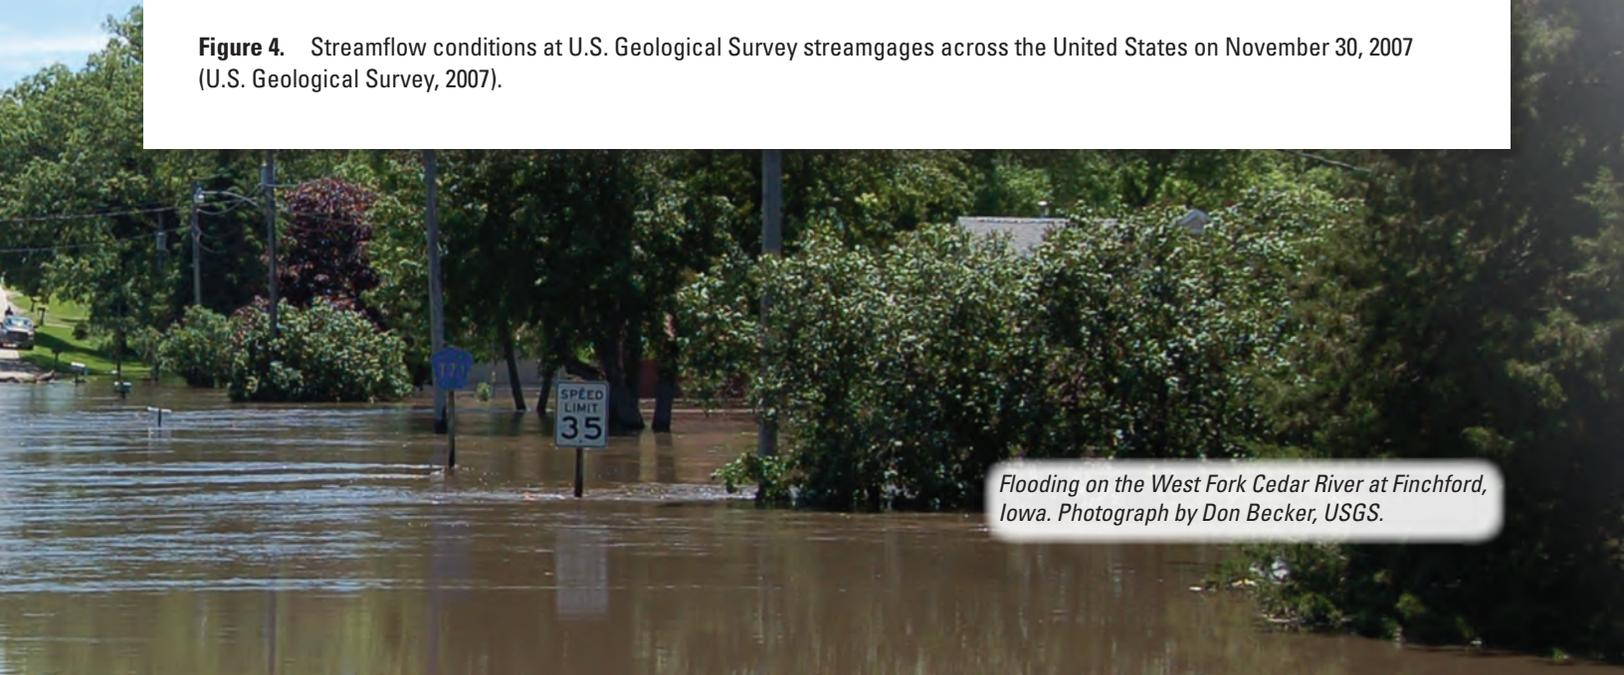 Figure 4. Streamflow conditions at U.S. Geological Survey streamgages across the United States on November 30, 2007
(U.S. Geological Survey, 2007).
T71
SPEED
LIMIT
35
Flooding on the West Fork Cedar River at Finchford,
Iowa. Photograph by Don Becker, USGS.